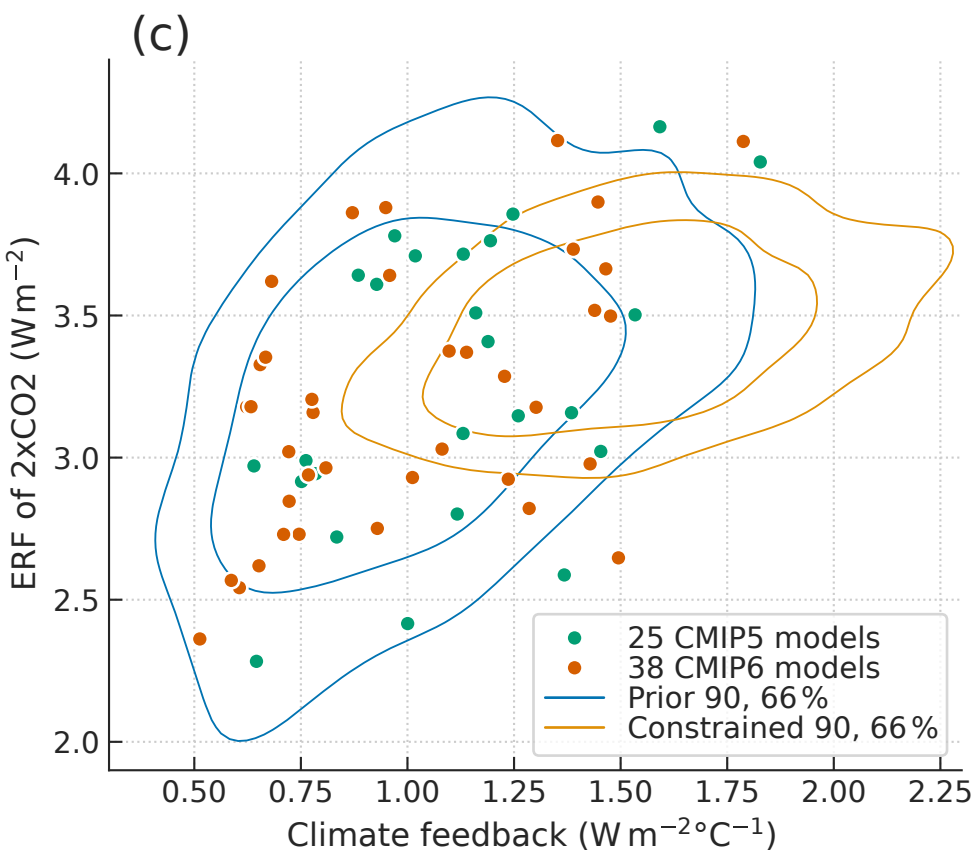 (c)
ERF of 2xCO2 (W m⁻²)
4.0
3.5
3.0
2.5
2.0
25 CMIP5 models
38 CMIP6 models
Prior 90, 66 %
Constrained 90, 66 %
0.50 0.75 1.00 1.25 1.50 1.75 2.00 2.25
Climate feedback (W m⁻²°C⁻¹)